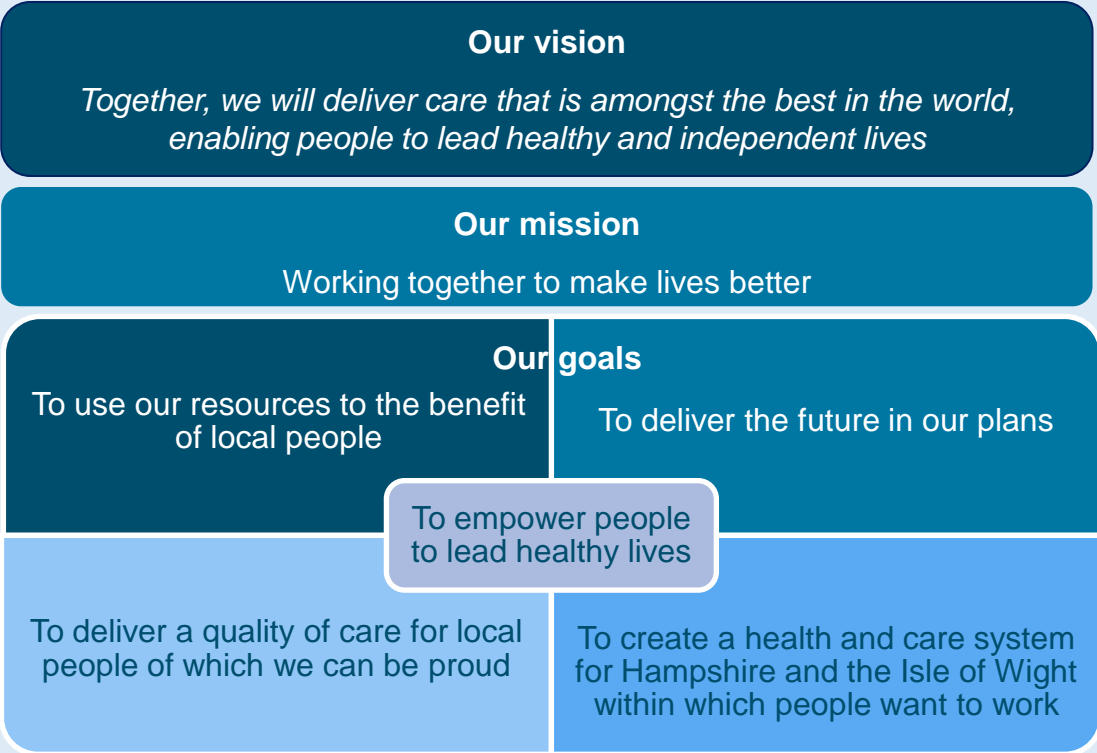 Our vision
Together, we will deliver care that is amongst the best in the world,
enabling people to lead healthy and independent lives
Our mission
Working together to make lives better
Our goals
To use our resources to the benefit
of local people
To deliver the future in our plans
To empower people
to lead healthy lives
To deliver a quality of care for local
people of which we can be proud
To create a health and care system
for Hampshire and the Isle of Wight
within which people want to work